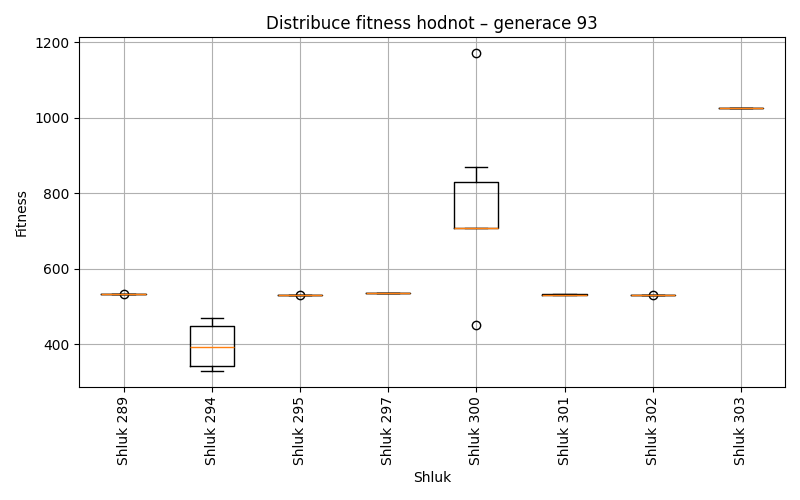 Distribuce fitness hodnot – generace 93
1200
1000
800
600
400
Fitness
Shluk 289
Shluk 294
Shluk 295
Shluk 297
Shluk 300
Shluk 301
Shluk 302
Shluk 303
Shluk